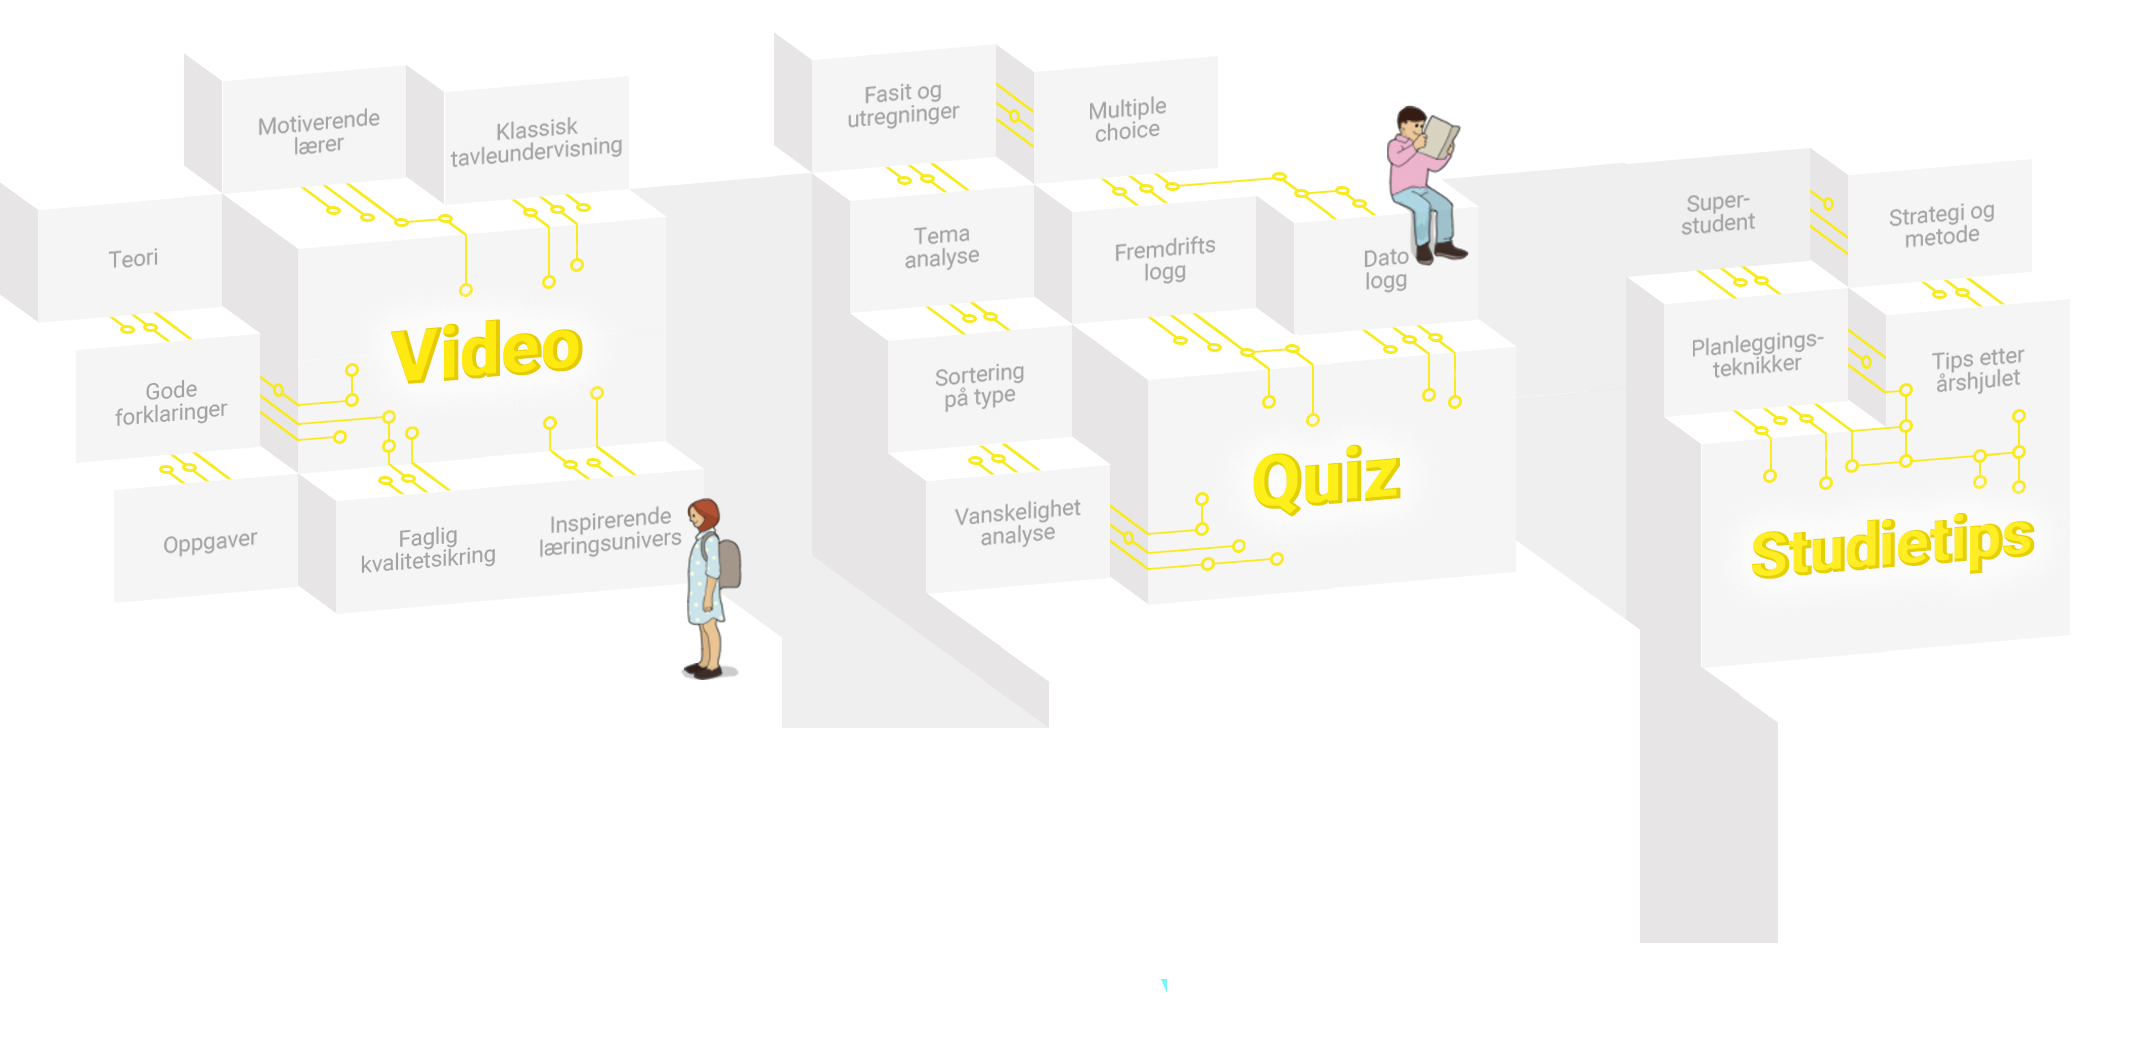 Motiverende
lærer
Klassisk
tavleundervisning
Teori
Video
Gode
forklaringer
Oppgaver
Faglig
kvalitetsikring
Inspirerende
læringsunivers
Fasit og
utregninger
Multiple
choice
Tema
analyse
Fremdrifts
logg
Dato
logg
Sortering
på type
Quiz
Vanskelighet
analyse
Super-
student
Strategi og
metode
Planleggings-
teknikker
Tips etter
årshjulet
Studietips